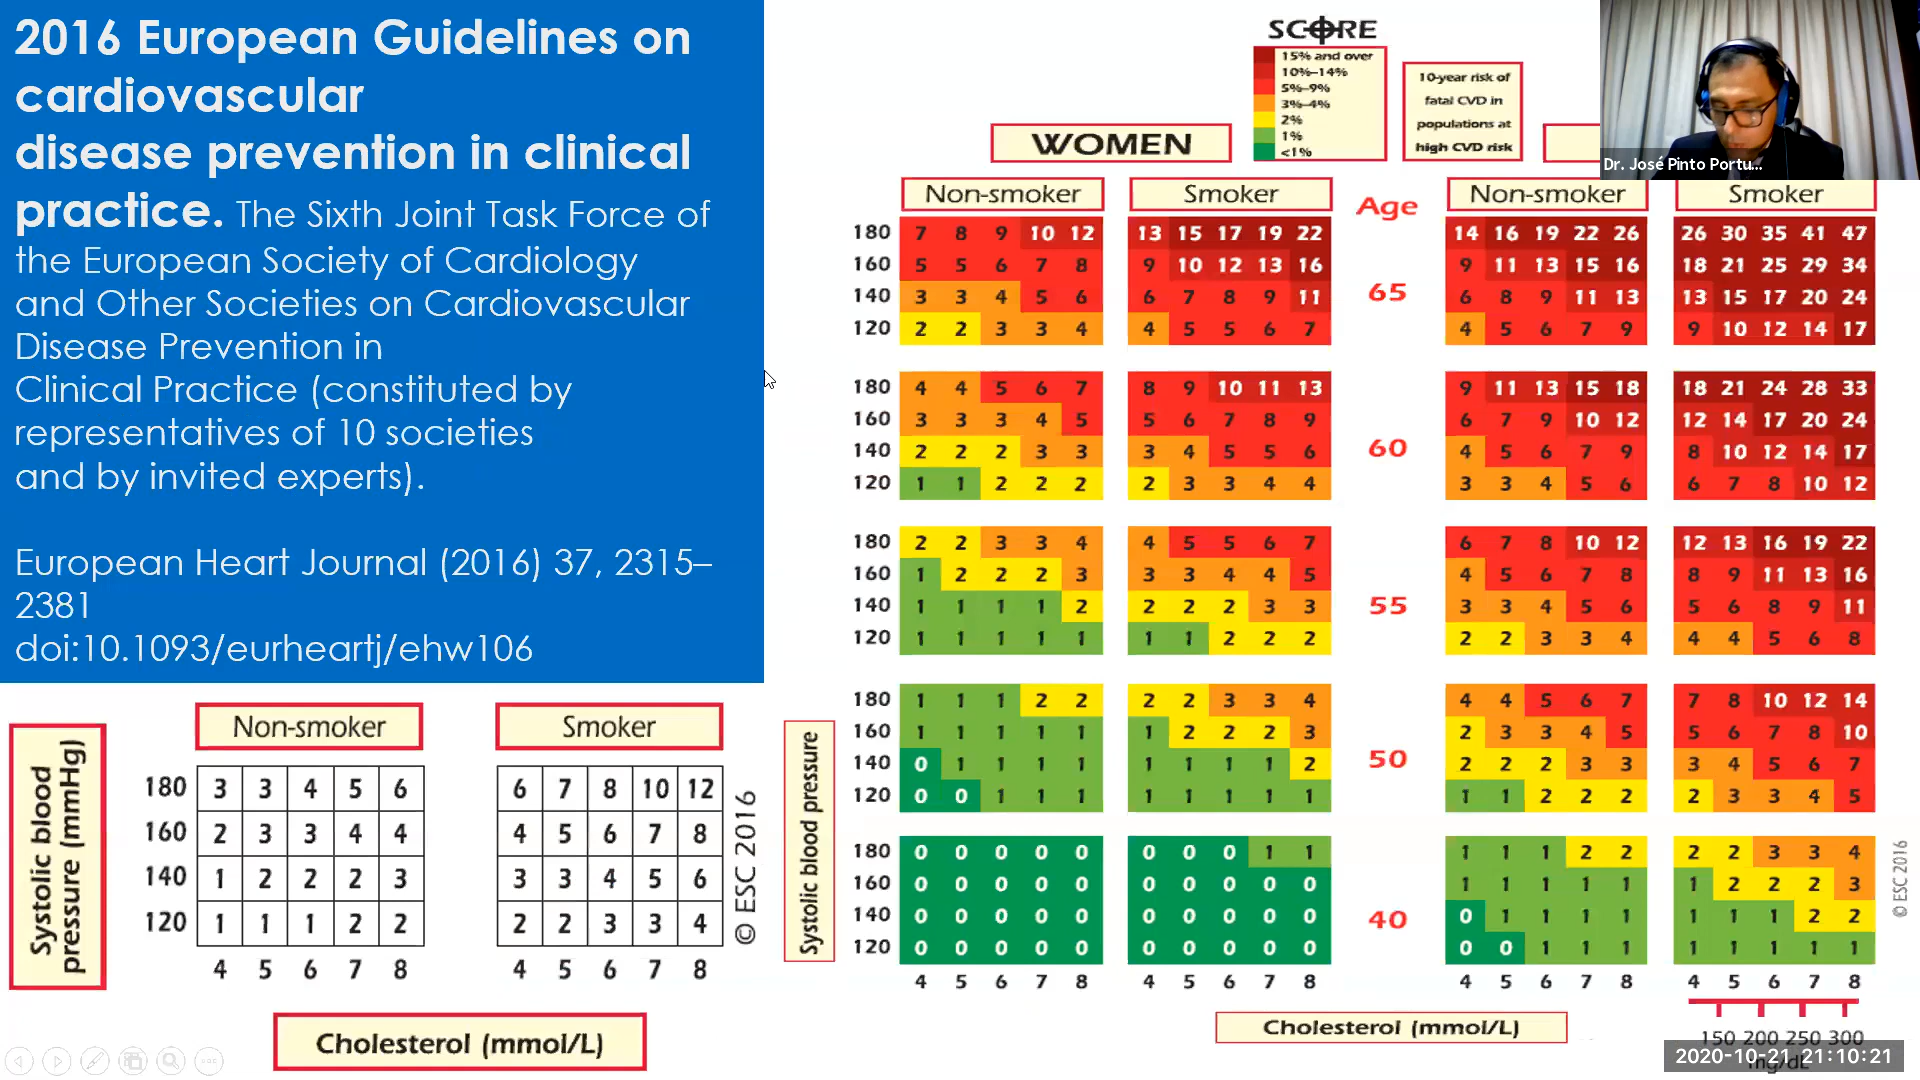 2016 European Guidelines on
cardiovascular
disease prevention in clinical
practice. The Sixth Joint Task Force of
the European Society of Cardiology
and Other Societies on Cardiovascular
Disease Prevention in
Clinical Practice (constituted by
representatives of 10 societies
and by invited experts).
European Heart Journal (2016) 37, 2315–
2381
doi:10.1093/eurheartj/ehw106
Non-smoker Smoker
Systolic blood
pressure (mmHg)
180 3 3 4 5 6 6 7 8 10 12
160 2 3 3 4 4 4 5 6 7 8
140 1 2 2 2 3 3 3 4 5 6
120 1 1 1 2 2 2 2 3 3 4
4 5 6 7 8 4 5 6 7 8
© ESC 2016
Cholesterol (mmol/L)
SCORE
15% and over
10%–14%
5%–9%
3%–4%
2%
1%
<1%
10-year risk of
fatal CVD in
populations at
high CVD risk
WOMEN
Dr. José Pinto Portu...
Non-smoker Smoker Age Non-smoker Smoker
180 7 8 9 10 12 13 15 17 19 22 14 16 19 22 26 26 30 35 41 47
160 5 5 6 7 8 9 10 12 13 16 9 11 13 15 16 18 21 25 29 34
65
140 3 3 4 5 6 6 7 8 9 11 6 8 9 11 13 13 15 17 20 24
120 2 2 3 3 4 4 5 5 6 7 4 5 6 7 9 9 10 12 14 17
180 4 4 5 6 7 8 9 10 11 13 9 11 13 15 18 18 21 24 28 33
160 3 3 3 4 5 5 6 7 8 9 6 7 9 10 12 12 14 17 20 24
60
140 2 2 2 3 3 3 4 5 5 6 4 5 6 7 9 8 10 12 14 17
120 1 1 2 2 2 2 3 3 4 4 3 3 4 5 6 6 7 8 10 12
180 2 2 3 3 4 4 5 5 6 7 6 7 8 10 12 12 13 16 19 22
160 1 2 2 2 3 3 3 4 4 5 4 5 6 7 8 8 9 11 13 16
55
140 1 1 1 1 2 2 2 2 3 3 3 3 4 5 6 5 6 8 9 11
120 1 1 1 1 1 1 1 2 2 2 2 2 3 3 4 4 4 5 6 8
180 1 1 1 2 2 2 2 3 3 4 4 4 5 6 7 7 8 10 12 14
160 1 1 1 1 1 1 2 2 2 3 2 3 3 4 5 5 6 7 8 10
50
140 0 1 1 1 1 1 1 1 1 2 2 2 2 3 3 3 4 5 6 7
120 0 0 1 1 1 1 1 1 1 1 1 1 2 2 2 2 3 3 4 5
180 0 0 0 0 0 0 0 0 1 1 1 1 1 2 2 2 2 3 3 4
160 0 0 0 0 0 0 0 0 0 0 1 1 1 1 1 1 2 2 2 3
40
140 0 0 0 0 0 0 0 0 0 0 0 1 1 1 1 1 1 1 2 2
120 0 0 0 0 0 0 0 0 0 0 0 0 1 1 1 1 1 1 1 1
4 5 6 7 8 4 5 6 7 8 4 5 6 7 8 4 5 6 7 8
Systolic blood pressure
© ESC 2016
Cholesterol (mmol/L)
150 200 250 300
mg/dL
2020-10-21 21:10:21